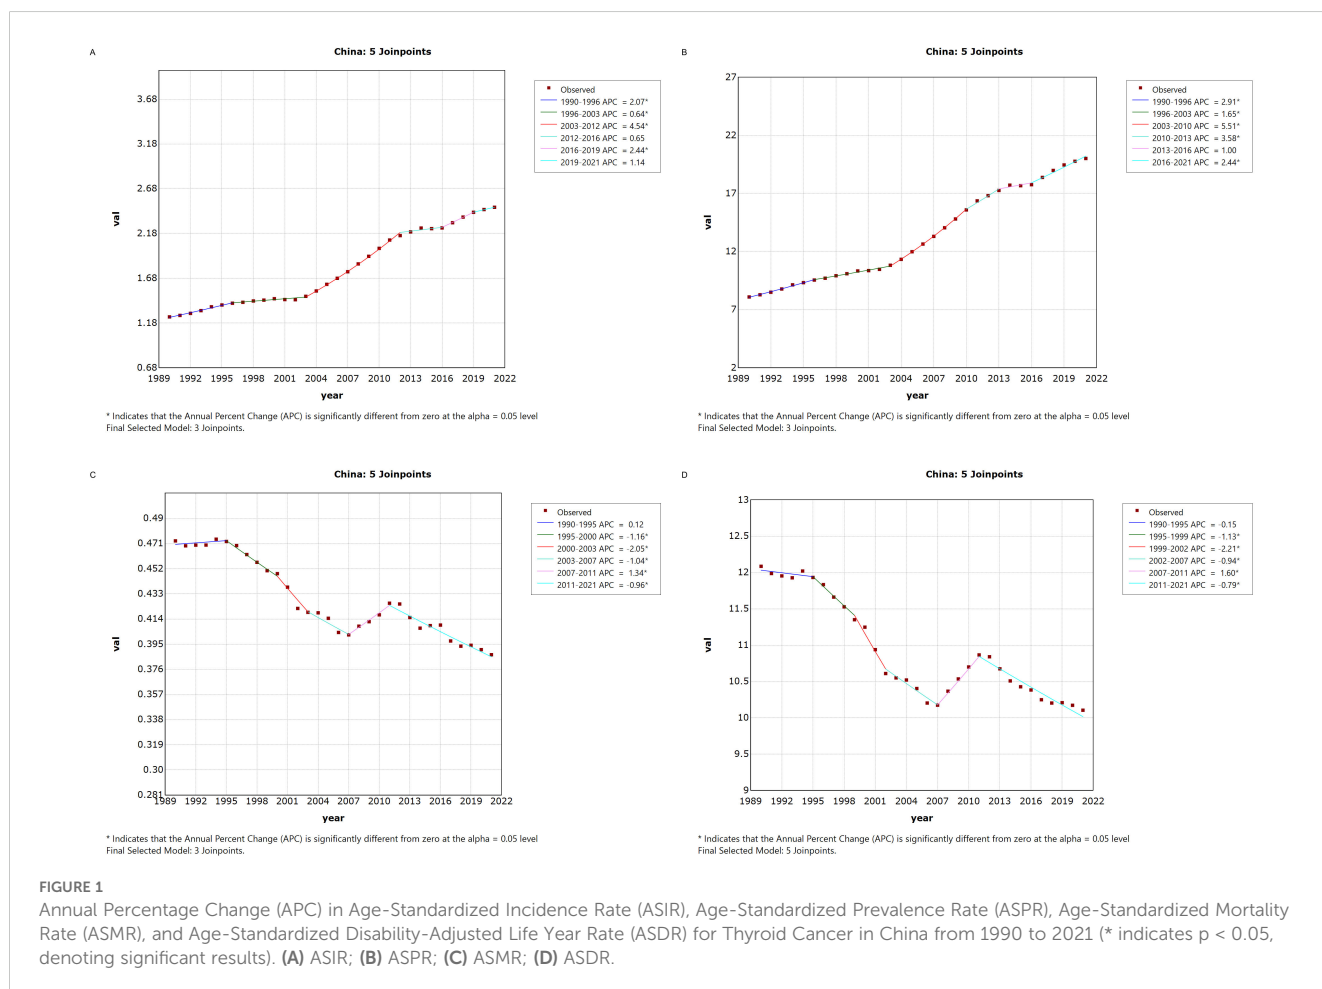 A
China: 5 Joinpoints
3.68
3.18
2.68
2.18
1.68
1.18
0.68
val
1989 1992 1995 1998 2001 2004 2007 2010 2013 2016 2019 2022
year
Observed
1990-1996 APC = 2.07*
1996-2003 APC = 0.64*
2003-2012 APC = 4.54*
2012-2016 APC = 0.65
2016-2019 APC = 2.44*
2019-2021 APC = 1.14
* Indicates that the Annual Percent Change (APC) is significantly different from zero at the alpha = 0.05 level
Final Selected Model: 3 Joinpoints.
B
China: 5 Joinpoints
27
22
17
12
7
2
val
1989 1992 1995 1998 2001 2004 2007 2010 2013 2016 2019 2022
year
Observed
1990-1996 APC = 2.91*
1996-2003 APC = 1.65*
2003-2010 APC = 5.51*
2010-2013 APC = 3.58*
2013-2016 APC = 1.00
2016-2021 APC = 2.44*
* Indicates that the Annual Percent Change (APC) is significantly different from zero at the alpha = 0.05 level
Final Selected Model: 3 Joinpoints.
C
China: 5 Joinpoints
0.49
0.471
0.452
0.433
0.414
0.395
0.376
0.357
0.338
0.319
0.30
0.281
val
1989 1992 1995 1998 2001 2004 2007 2010 2013 2016 2019 2022
year
Observed
1990-1995 APC = 0.12
1995-2000 APC = -1.16*
2000-2003 APC = -2.05*
2003-2007 APC = -1.04*
2007-2011 APC = 1.34*
2011-2021 APC = -0.96*
* Indicates that the Annual Percent Change (APC) is significantly different from zero at the alpha = 0.05 level
Final Selected Model: 3 Joinpoints.
D
China: 5 Joinpoints
13
12.5
12
11.5
11
10.5
10
9.5
9
val
1989 1992 1995 1998 2001 2004 2007 2010 2013 2016 2019 2022
year
Observed
1990-1995 APC = -0.15
1995-1999 APC = -1.13*
1999-2002 APC = -2.21*
2002-2007 APC = -0.94*
2007-2011 APC = 1.60*
2011-2021 APC = -0.79*
* Indicates that the Annual Percent Change (APC) is significantly different from zero at the alpha = 0.05 level
Final Selected Model: 5 Joinpoints.
FIGURE 1
Annual Percentage Change (APC) in Age-Standardized Incidence Rate (ASIR), Age-Standardized Prevalence Rate (ASPR), Age-Standardized Mortality
Rate (ASMR), and Age-Standardized Disability-Adjusted Life Year Rate (ASDR) for Thyroid Cancer in China from 1990 to 2021 (* indicates p < 0.05,
denoting significant results). (A) ASIR; (B) ASPR; (C) ASMR; (D) ASDR.